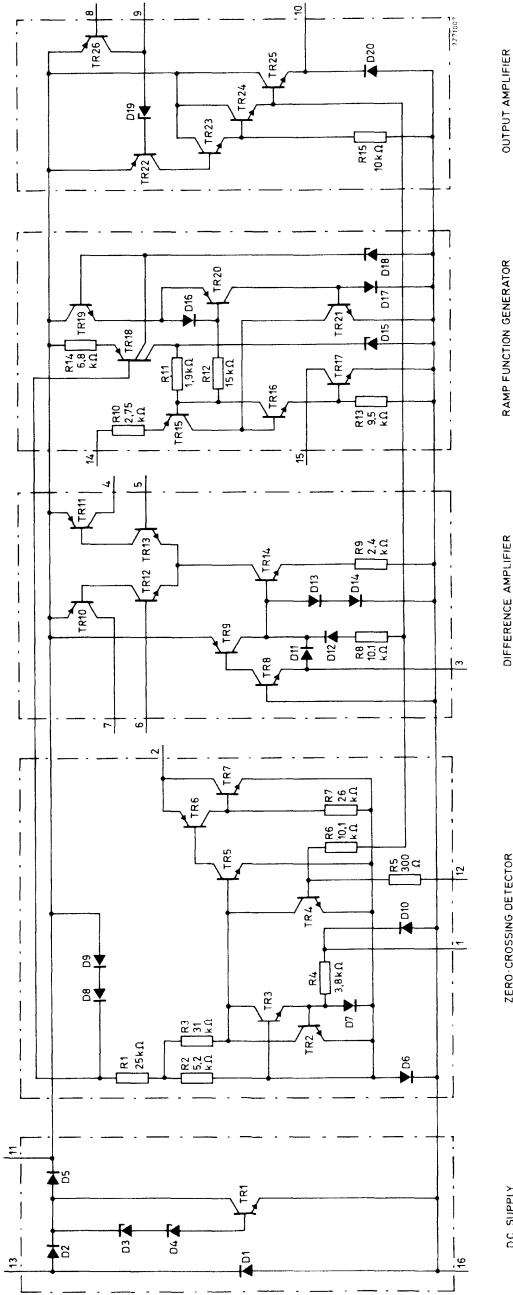 13
11
D2
D5
D3
D4
TR1
D1
16
D.C. SUPPLY
D8
D9
R1
25kΩ
R2
5,2
kΩ
R3
31
kΩ
TR3
TR2
R4
3,8kΩ
D7
D6
D10
1
TR4
TR5
TR6
TR7
2
R6
10,1
kΩ
R7
26
kΩ
R5
300
Ω
12
ZERO-CROSSING DETECTOR
7
6
TR10
TR11
4
5
TR12
TR13
TR9
TR8
TR14
D11
D12
D13
D14
R8
10,1
kΩ
R9
2,4
kΩ
3
DIFFERENCE AMPLIFIER
14
R10
2,75
kΩ
R14
6,8
kΩ
TR19
TR18
TR15
R11
1,9kΩ
D16
TR20
R12
15kΩ
TR16
TR17
TR21
R13
9,5
kΩ
D15
D17
D18
15
RAMP FUNCTION GENERATOR
8
9
TR26
D19
TR22
TR23
TR24
TR25
10
R15
10kΩ
D20
OUTPUT AMPLIFIER